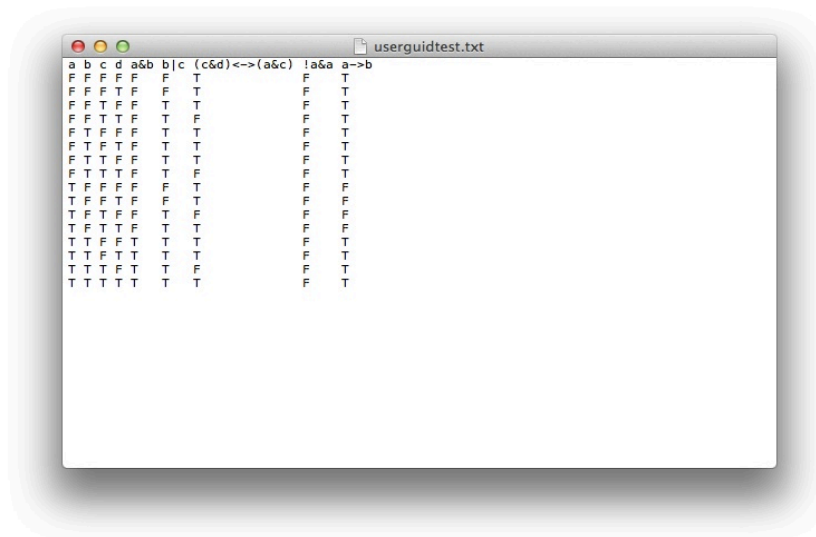 userguidtest.txt
a b c d a&b b|c (c&d)<->(a&c) !a&a a->b
F F F F F   F   T             F    T
F F F T F   F   T             F    T
F F T F F   T   T             F    T
F F T T F   T   F             F    T
F T F F F   T   T             F    T
F T F T F   T   T             F    T
F T T F F   T   T             F    T
F T T T F   T   F             F    T
T F F F F   F   T             F    F
T F F T F   F   T             F    F
T F T F F   T   F             F    F
T F T T F   T   T             F    F
T T F F T   T   T             F    T
T T F T T   T   T             F    T
T T T F T   T   F             F    T
T T T T T   T   T             F    T